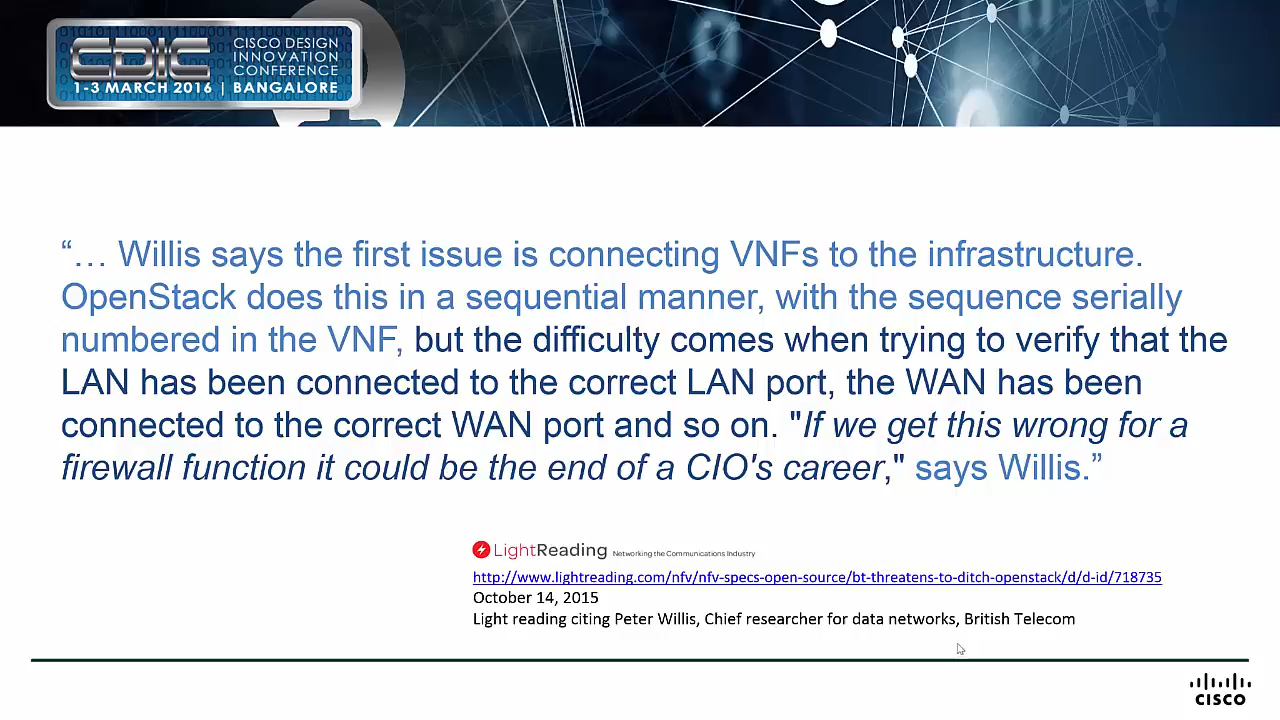 CDIC
CISCO DESIGN
INNOVATION
CONFERENCE
1-3 MARCH 2016 | BANGALORE
“… Willis says the first issue is connecting VNFs to the infrastructure.
OpenStack does this in a sequential manner, with the sequence serially
numbered in the VNF, but the difficulty comes when trying to verify that the
LAN has been connected to the correct LAN port, the WAN has been
connected to the correct WAN port and so on. "If we get this wrong for a
firewall function it could be the end of a CIO's career," says Willis.”
LightReading Networking the Communications Industry
http://www.lightreading.com/nfv/nfv-specs-open-source/bt-threatens-to-ditch-openstack/d/d-id/718735
October 14, 2015
Light reading citing Peter Willis, Chief researcher for data networks, British Telecom
CISCO